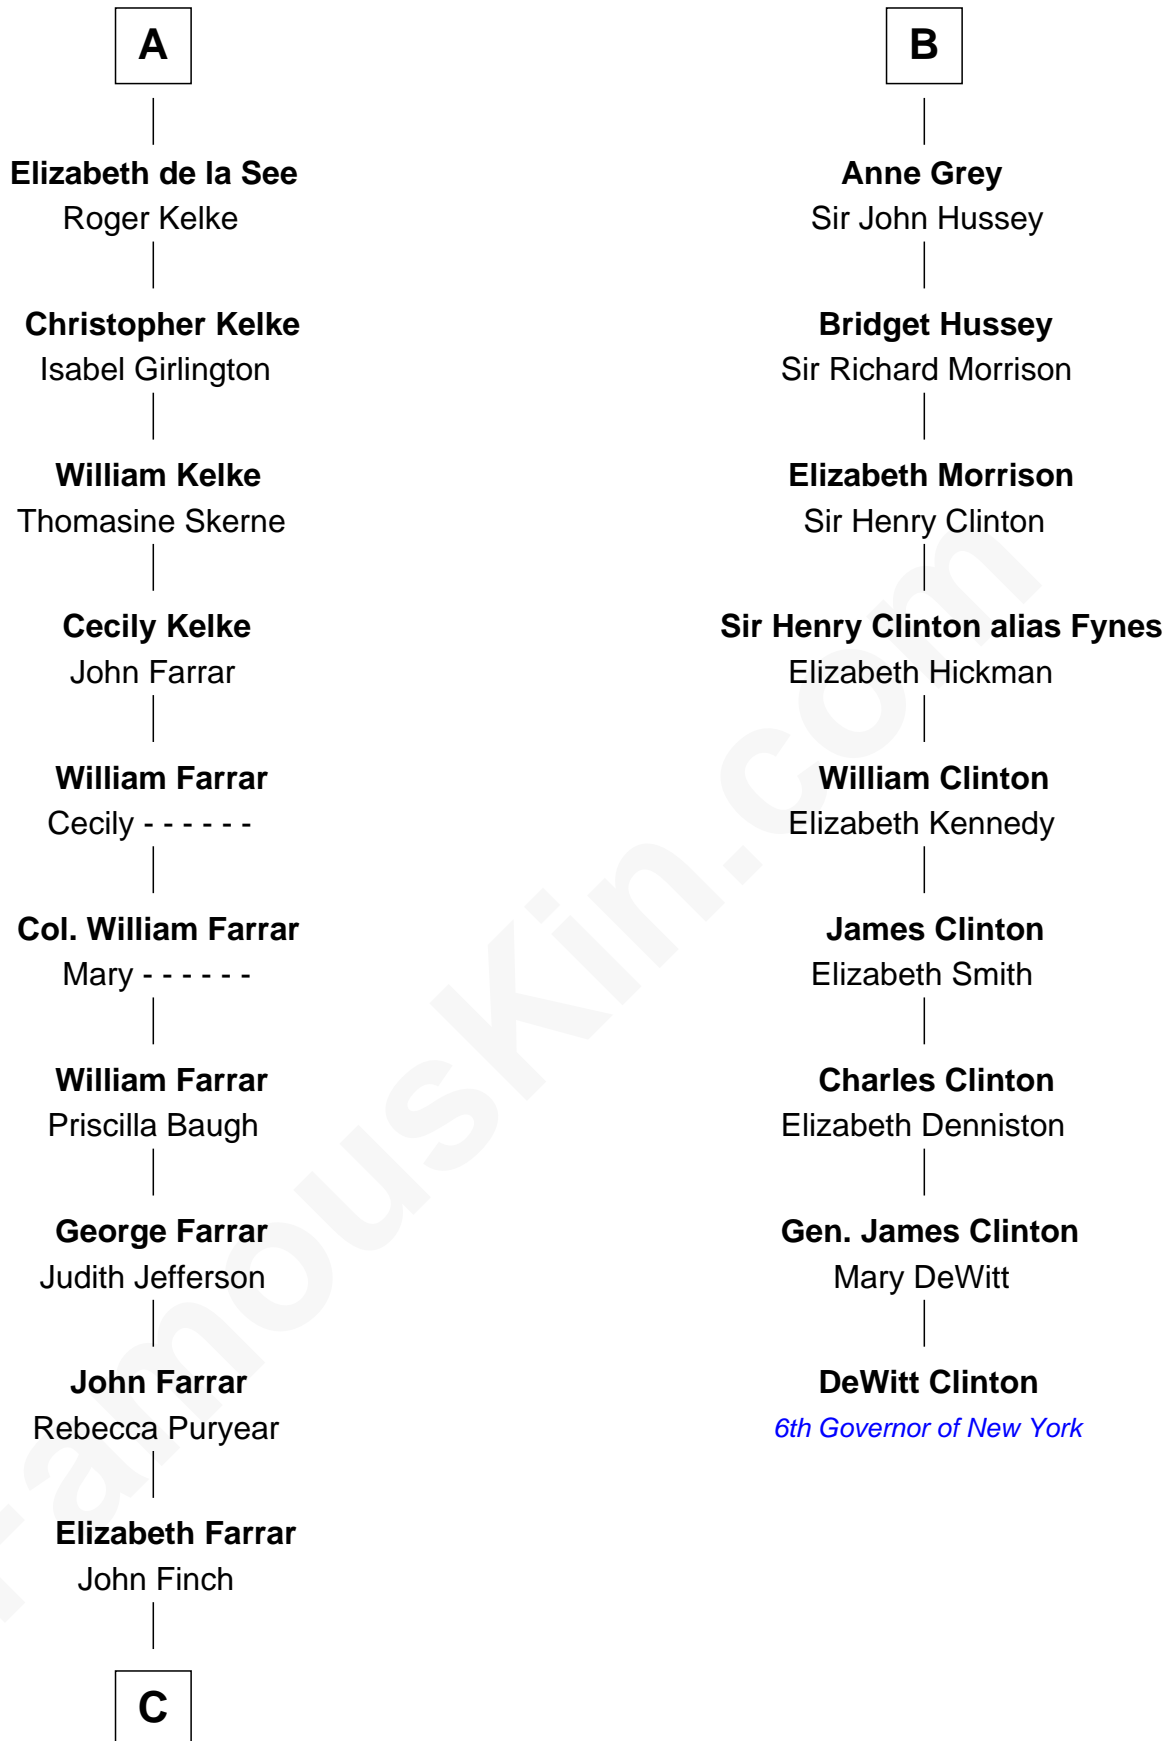 A
Elizabeth de la See
Roger Kelke
Christopher Kelke
Isabel Girlington
William Kelke
Thomasine Skerne
Cecily Kelke
John Farrar
William Farrar
Cecily - - - - - -
Col. William Farrar
Mary - - - - - -
William Farrar
Priscilla Baugh
George Farrar
Judith Jefferson
John Farrar
Rebecca Puryear
Elizabeth Farrar
John Finch
C
B
Anne Grey
Sir John Hussey
Bridget Hussey
Sir Richard Morrison
Elizabeth Morrison
Sir Henry Clinton
Sir Henry Clinton alias Fynes
Elizabeth Hickman
William Clinton
Elizabeth Kennedy
James Clinton
Elizabeth Smith
Charles Clinton
Elizabeth Denniston
Gen. James Clinton
Mary DeWitt
DeWitt Clinton
6th Governor of New York
FamousKin.com